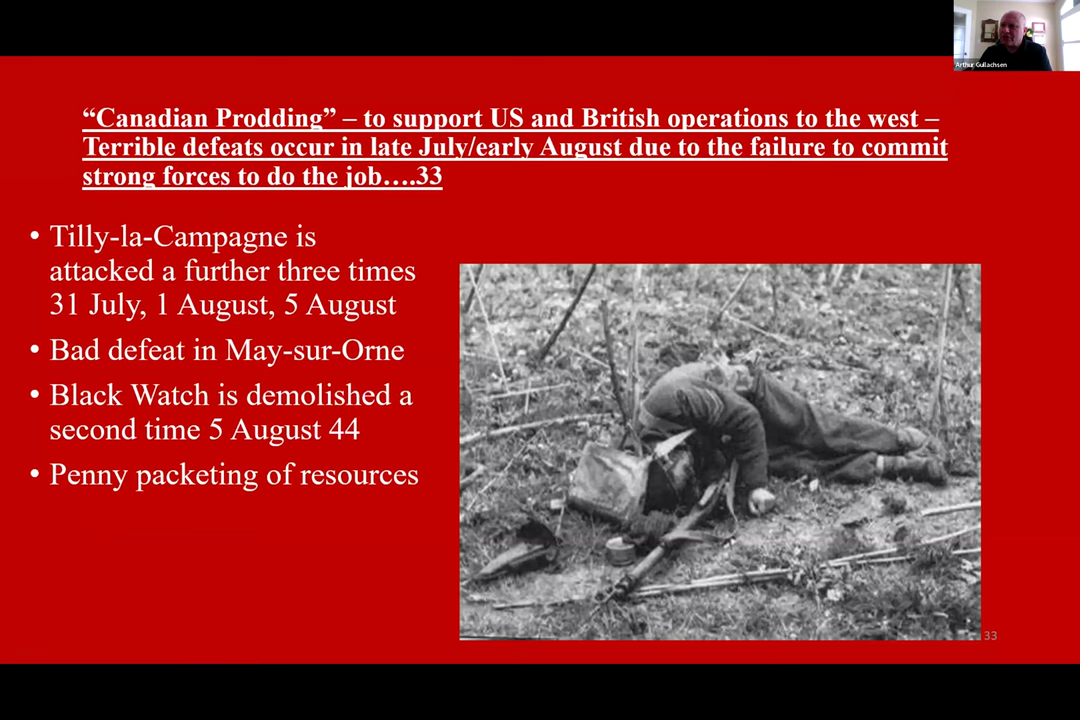 Arthur Gullachsen
“Canadian Prodding” – to support US and British operations to the west –
Terrible defeats occur in late July/early August due to the failure to commit
strong forces to do the job….33
• Tilly-la-Campagne is
attacked a further three times
31 July, 1 August, 5 August
• Bad defeat in May-sur-Orne
• Black Watch is demolished a
second time 5 August 44
• Penny packeting of resources
33